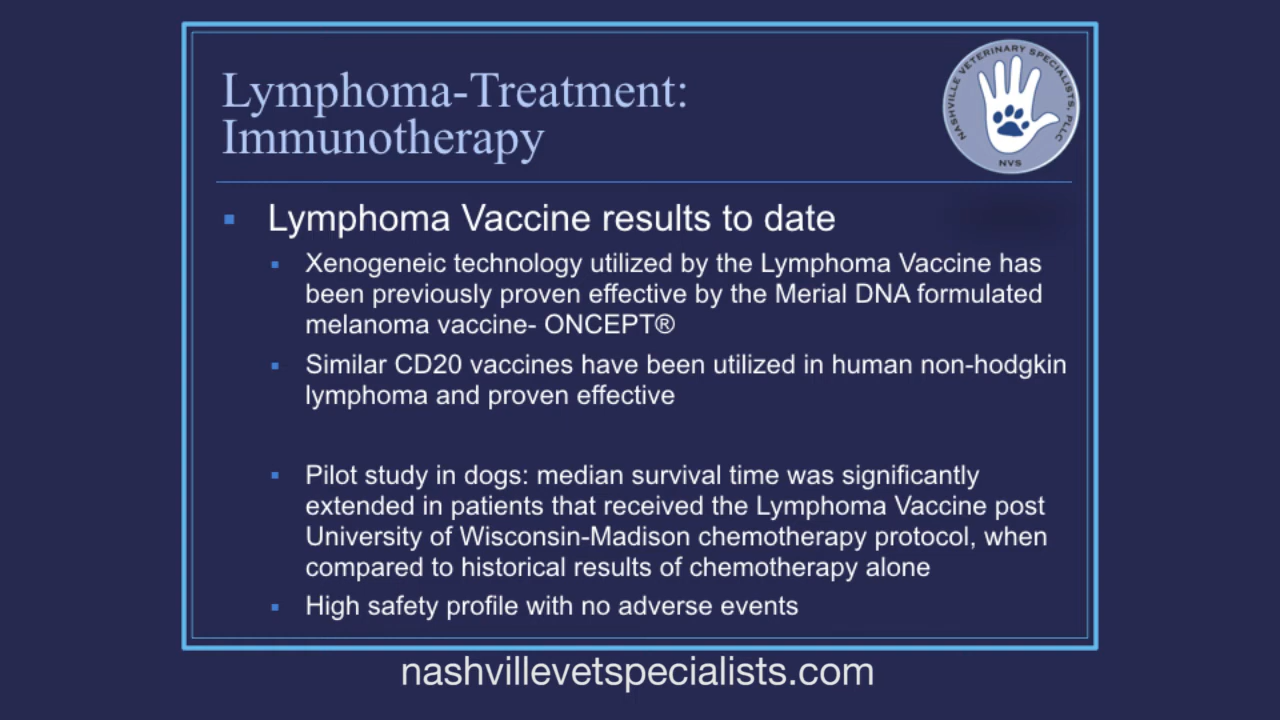 Lymphoma-Treatment:
Immunotherapy
NASHVILLE VETERINARY SPECIALISTS, PLLC
NVS
Lymphoma Vaccine results to date
Xenogeneic technology utilized by the Lymphoma Vaccine has
been previously proven effective by the Merial DNA formulated
melanoma vaccine- ONCEPT®
Similar CD20 vaccines have been utilized in human non-hodgkin
lymphoma and proven effective
Pilot study in dogs: median survival time was significantly
extended in patients that received the Lymphoma Vaccine post
University of Wisconsin-Madison chemotherapy protocol, when
compared to historical results of chemotherapy alone
High safety profile with no adverse events
nashvillevetspecialists.com